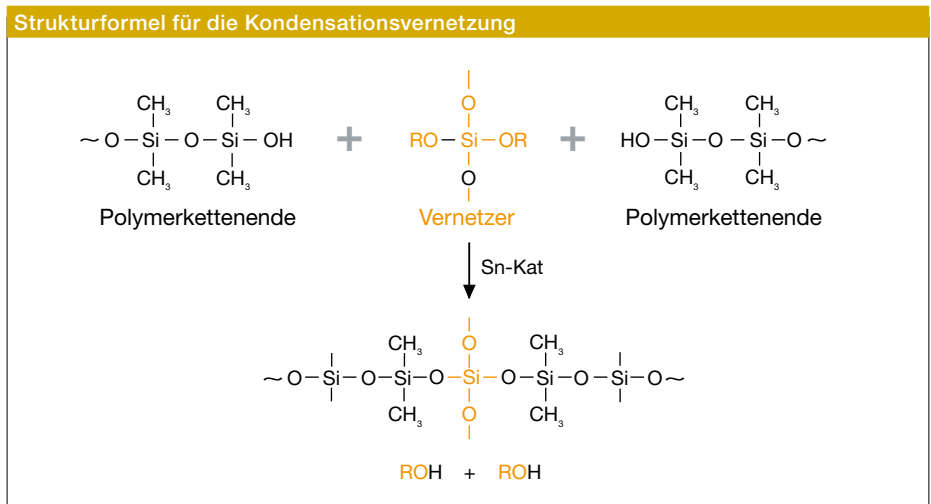 Strukturformel für die Kondensationsvernetzung
CH₃ CH₃ O CH₃ CH₃
~ O – Si – O – Si – OH + RO – Si – OR + HO – Si – O – Si – O ~
CH₃ CH₃ O CH₃ CH₃
Polymerkettenende Vernetzer Polymerkettenende
Sn-Kat
CH₃ O CH₃
~ O – Si – O – Si – O – Si – O – Si – O – Si – O ~
CH₃ O CH₃
ROH + ROH